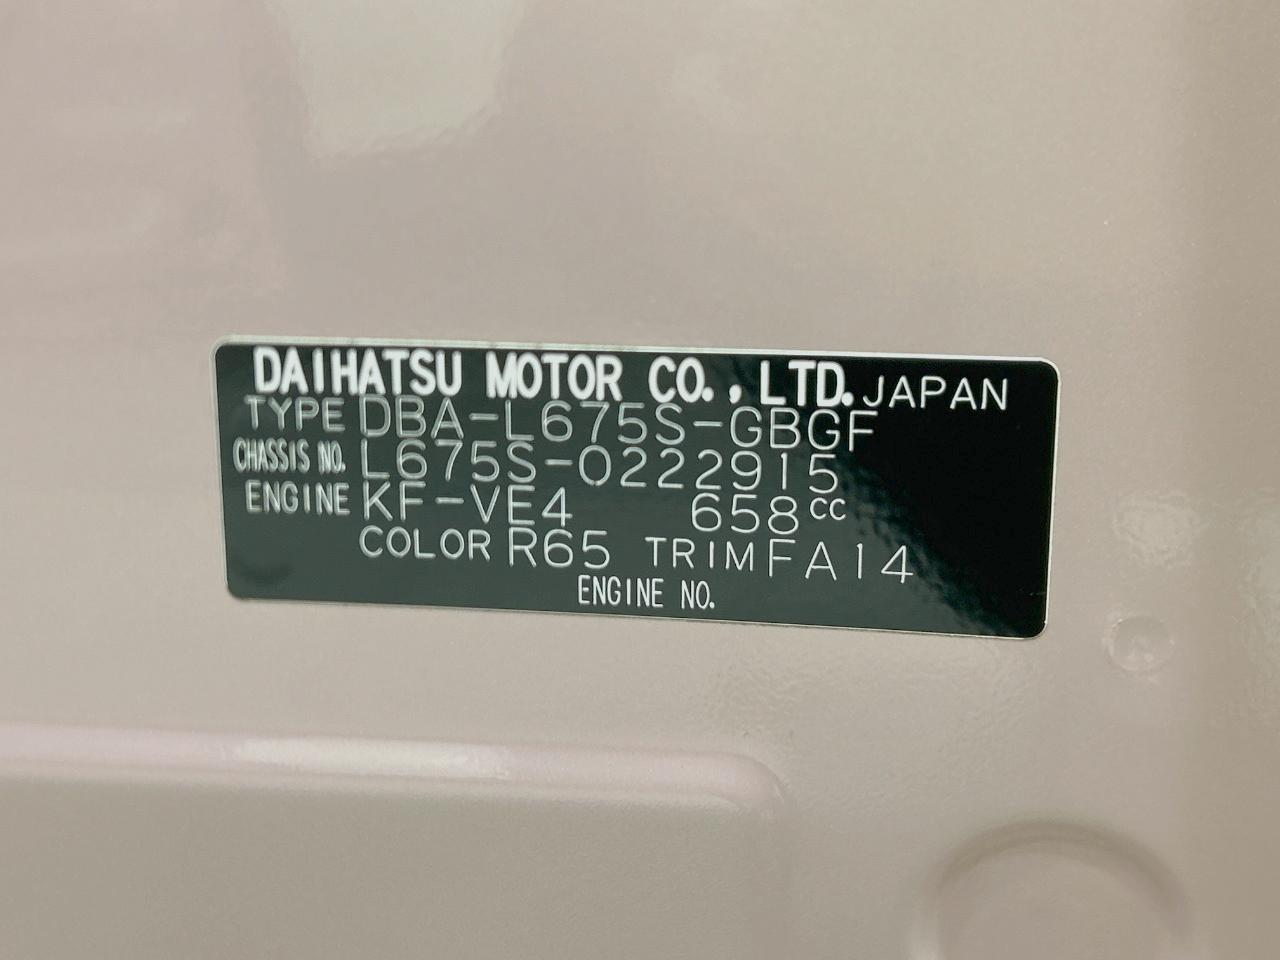 DAIHATSU MOTOR CO., LTD. JAPAN
TYPE DBA-L675S-GBGF
CHASSIS NO. L675S-0222915
ENGINE KF-VE4 658cc
COLOR R65 TRIM FA14
ENGINE NO.